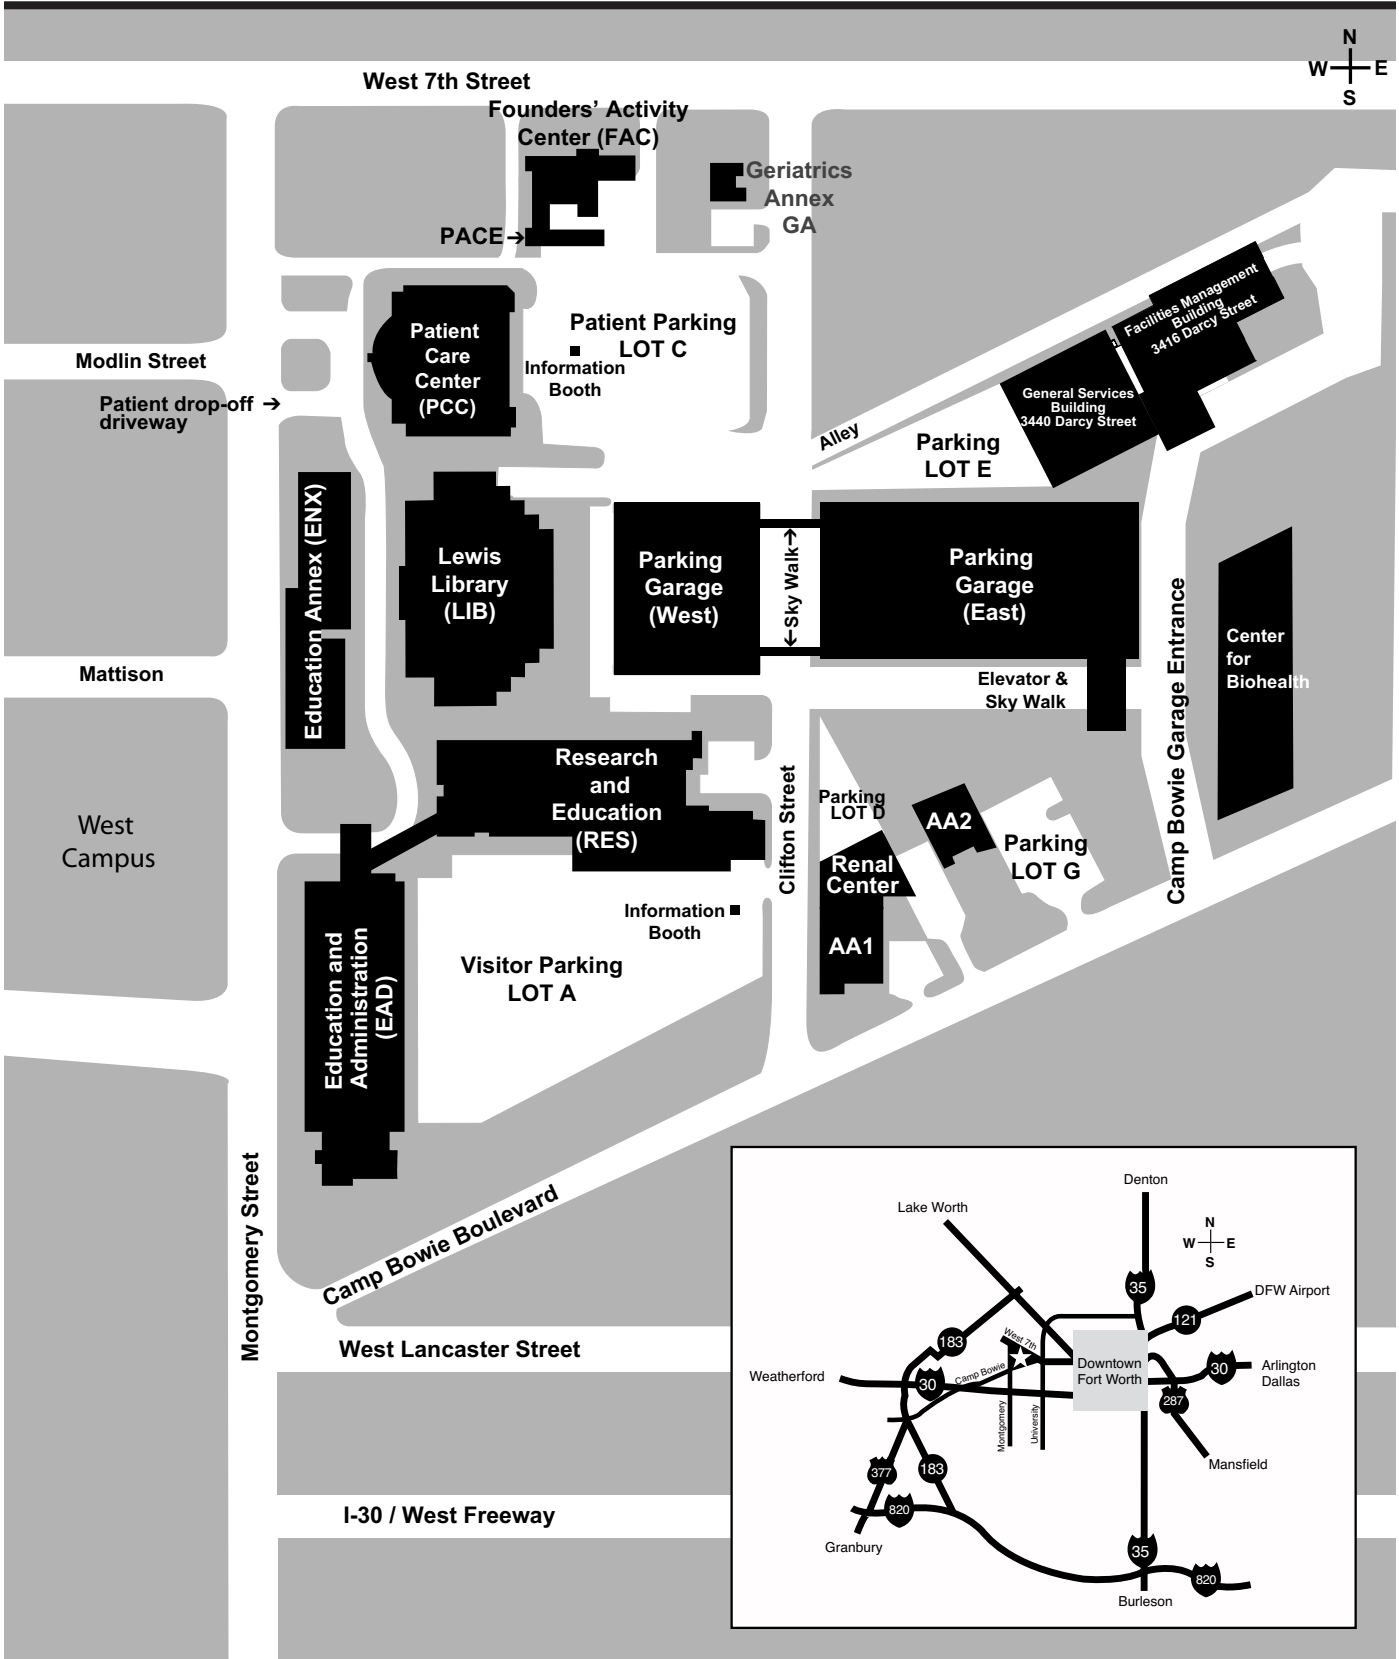 N
W E
S
West 7th Street
Founders’ Activity
Center (FAC)
Geriatrics
Annex
GA
PACE
Facilities Management
Building
3416 Darcy Street
Patient
Care
Center
(PCC)
Patient Parking
LOT C
Information
Booth
Modlin Street
Patient drop-off
driveway
General Services
Building
3440 Darcy Street
Alley
Parking
LOT E
Education Annex (ENX)
Lewis
Library
(LIB)
Parking
Garage
(West)
Sky Walk
Parking
Garage
(East)
Camp Bowie Garage Entrance
Center
for
Biohealth
Mattison
Elevator &
Sky Walk
Research
and
Education
(RES)
Clifton Street
Parking
LOT D
AA2
Parking
LOT G
West
Campus
Renal
Center
AA1
Information
Booth
Education and
Administration
(EAD)
Visitor Parking
LOT A
Montgomery Street
Camp Bowie Boulevard
West Lancaster Street
I-30 / West Freeway
Denton
Lake Worth
N
W E
S
35
DFW Airport
121
183
West 7th
Downtown
Fort Worth
Weatherford
30
Camp Bowie
30
Arlington
Dallas
287
Montgomery
University
Mansfield
377
183
820
Granbury
35
820
Burleson